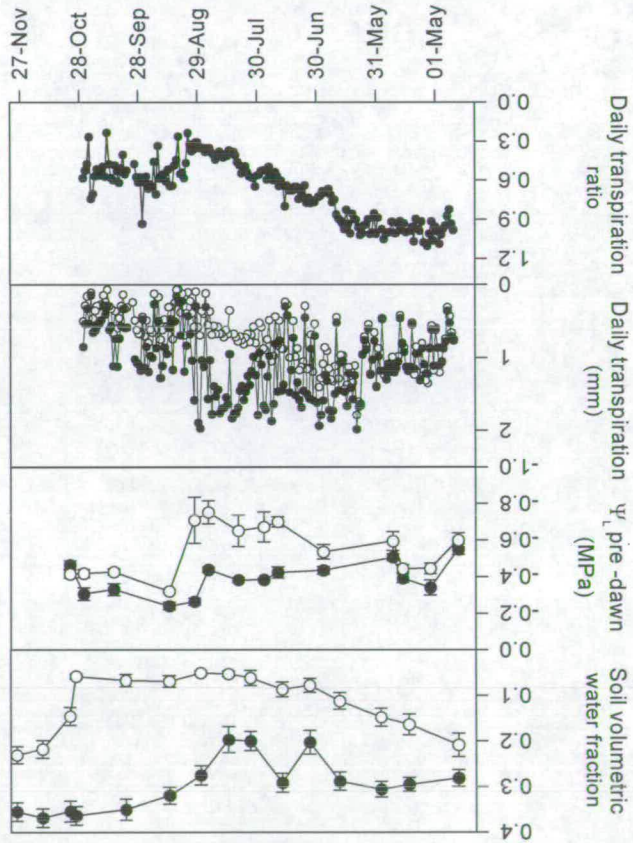 Daily transpiration
ratio
0.0
0.3
0.6
0.9
1.2
Daily transpiration
(mm)
0
1
2
ΨL pre-dawn
(MPa)
-1.0
-0.8
-0.6
-0.4
-0.2
0.0
Soil volumetric
water fraction
0.1
0.2
0.3
0.4
01-May
31-May
30-Jun
30-Jul
29-Aug
28-Sep
28-Oct
27-Nov